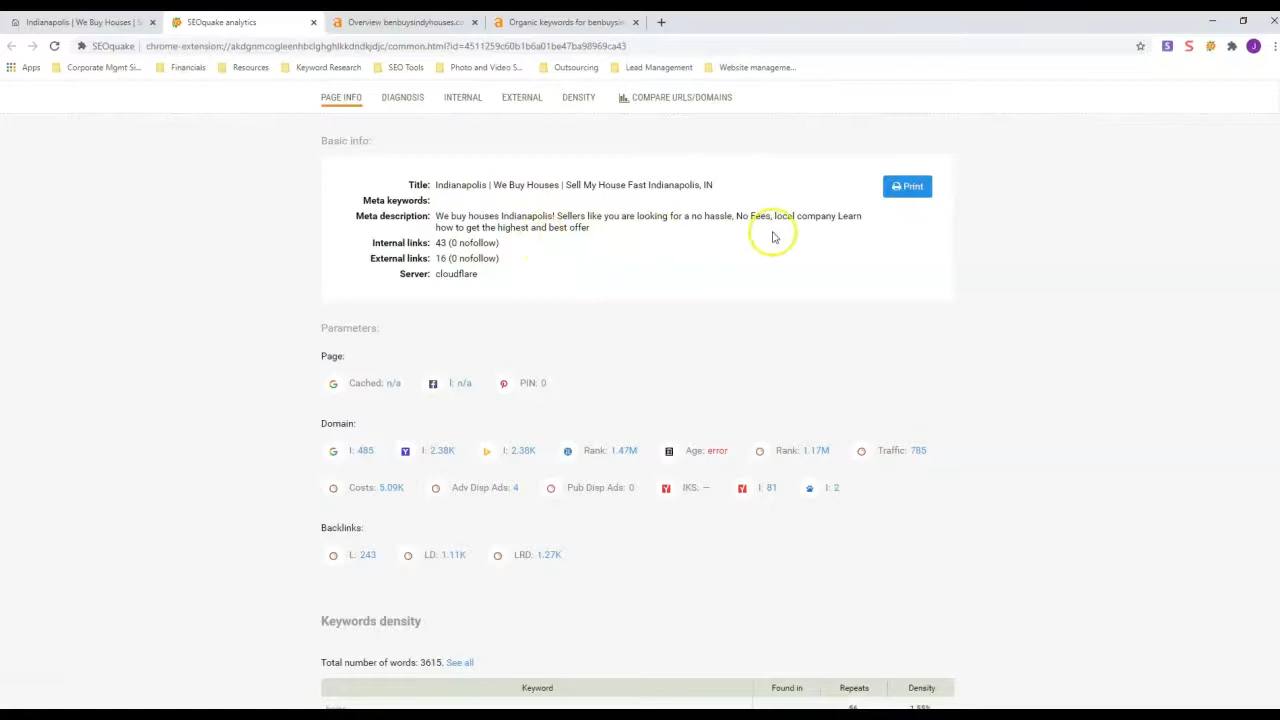 Indianapolis | We Buy Houses | S
SEOquake analytics
Overview benbuysindyhouses.co
Organic keywords for benbuysin
SEOquake
chrome-extension://akdgnmcogleenhbclghghlkkdndkjdjc/common.html?id=4511259c60b1b6a01be47ba98969ca43
Apps
Corporate Mgmt Si...
Financials
Resources
Keyword Research
SEO Tools
Photo and Video S...
Outsourcing
Lead Management
Website manageme...
PAGE INFO
DIAGNOSIS
INTERNAL
EXTERNAL
DENSITY
COMPARE URLS/DOMAINS
Basic info:
Title: Indianapolis | We Buy Houses | Sell My House Fast Indianapolis, IN
Print
Meta keywords:
Meta description: We buy houses Indianapolis! Sellers like you are looking for a no hassle, No Fees, local company Learn
how to get the highest and best offer
Internal links: 43 (0 nofollow)
External links: 16 (0 nofollow)
Server: cloudflare
Parameters:
Page:
Cached: n/a
l: n/a
PIN: 0
Domain:
I: 485
I: 2.38K
I: 2.38K
Rank: 1.47M
Age: error
Rank: 1.17M
Traffic: 785
Costs: 5.09K
Adv Disp Ads: 4
Pub Disp Ads: 0
IKS: —
I: 81
I: 2
Backlinks:
L: 243
LD: 1.11K
LRD: 1.27K
Keywords density
Total number of words: 3615. See all
Keyword
Found in
Repeats
Density